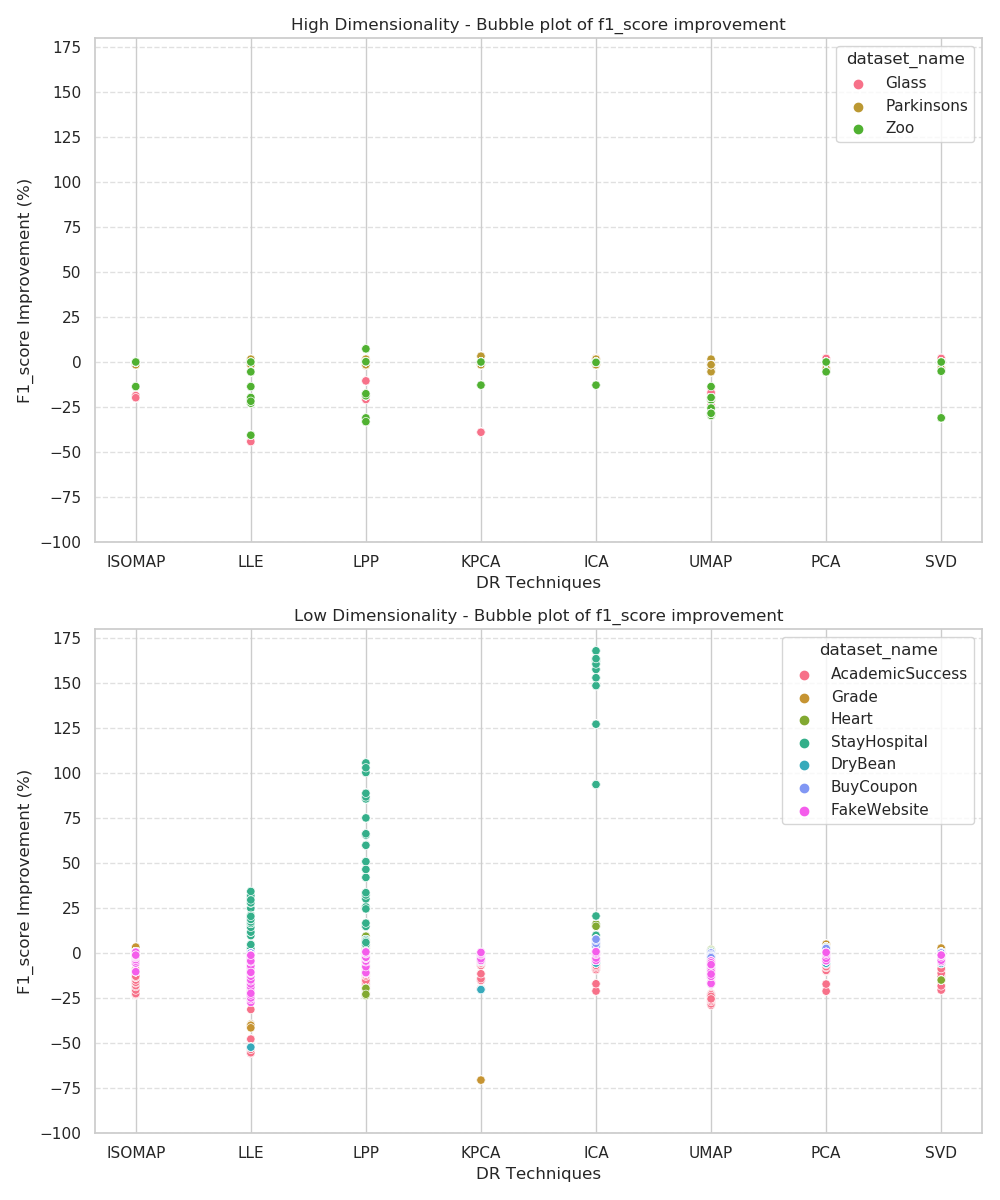 High Dimensionality - Bubble plot of f1_score improvement
175
150
125
100
75
50
25
0
−25
−50
−75
−100
F1_score Improvement (%)
dataset_name
Glass
Parkinsons
Zoo
ISOMAP LLE LPP KPCA ICA UMAP PCA SVD
DR Techniques
Low Dimensionality - Bubble plot of f1_score improvement
175
150
125
100
75
50
25
0
−25
−50
−75
−100
F1_score Improvement (%)
dataset_name
AcademicSuccess
Grade
Heart
StayHospital
DryBean
BuyCoupon
FakeWebsite
ISOMAP LLE LPP KPCA ICA UMAP PCA SVD
DR Techniques